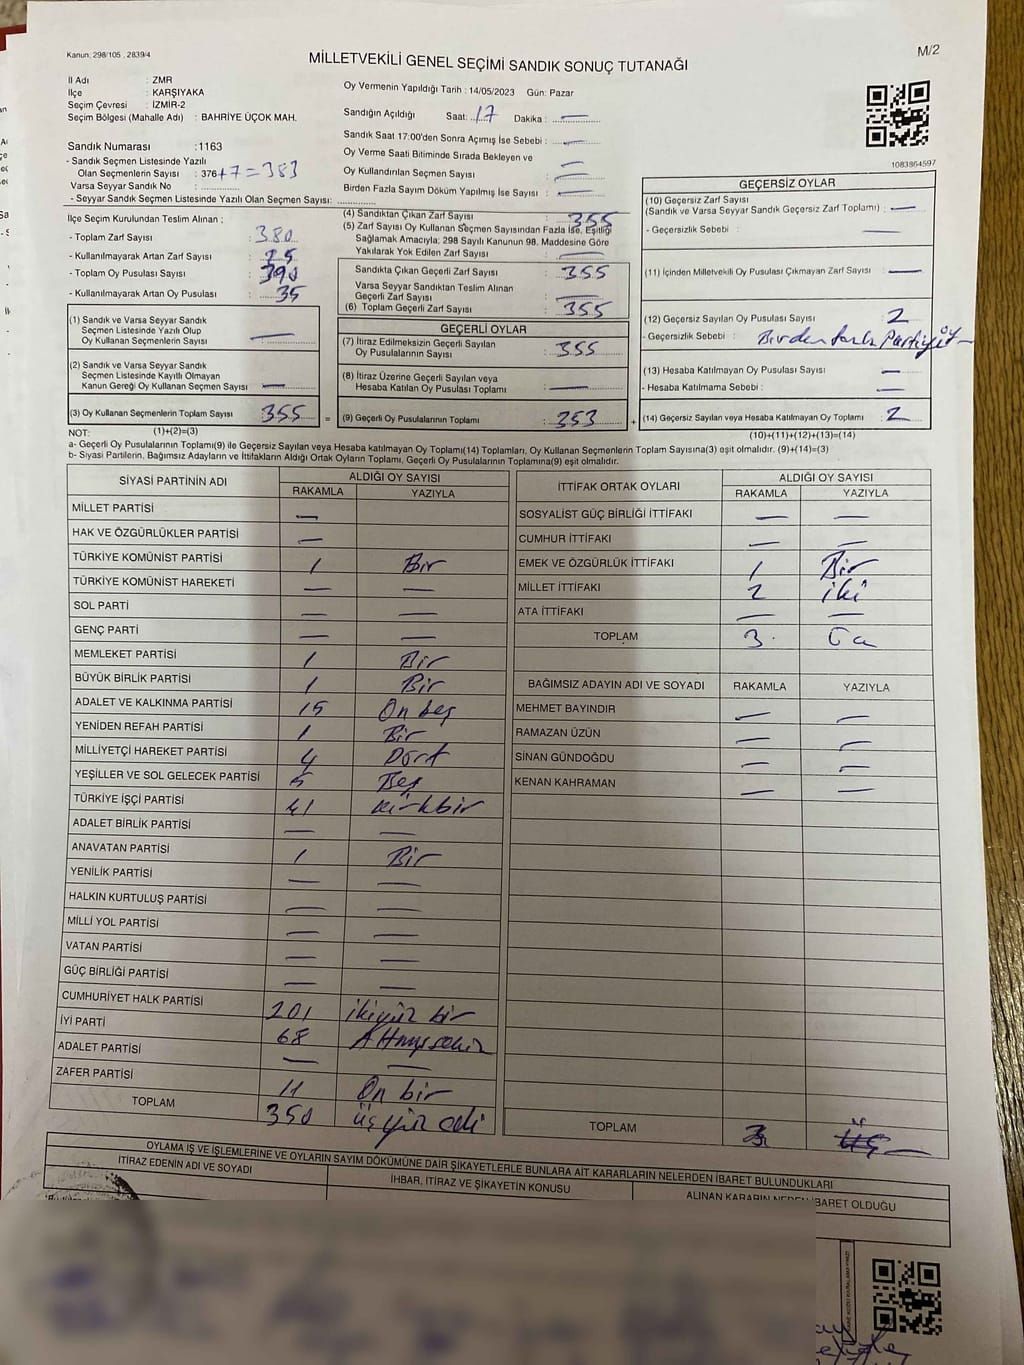 Kanun: 298/105 , 2839/4
M/2
MİLLETVEKİLİ GENEL SEÇİMİ SANDIK SONUÇ TUTANAĞI
İl Adı : ZMR
İlçe : KARŞIYAKA
Seçim Çevresi : İZMİR-2
Seçim Bölgesi (Mahalle Adı) : BAHRİYE ÜÇOK MAH.
Sandık Numarası :1163
- Sandık Seçmen Listesinde Yazılı
Olan Seçmenlerin Sayısı : 376+7=383
Varsa Seyyar Sandık No :
- Seyyar Sandık Seçmen Listesinde Yazılı Olan Seçmen Sayısı:
Oy Vermenin Yapıldığı Tarih : 14/05/2023 Gün: Pazar
Sandığın Açıldığı Saat: 17 Dakika : —
Sandık Saat 17:00'den Sonra Açımış İse Sebebi : —
Oy Verme Saati Bitiminde Sırada Bekleyen ve —
Oy Kullandırılan Seçmen Sayısı : —
Birden Fazla Sayım Döküm Yapılmış İse Sayısı : —
1083864597
İlçe Seçim Kurulundan Teslim Alınan :
- Toplam Zarf Sayısı : 380
- Kullanılmayarak Artan Zarf Sayısı : 25
- Toplam Oy Pusulası Sayısı : 390
- Kullanılmayarak Artan Oy Pusulası : 35
(4) Sandıktan Çıkan Zarf Sayısı : 355
(5) Zarf Sayısı Oy Kullanan Seçmen Sayısından Fazla İse, Eşitliği
Sağlamak Amacıyla; 298 Sayılı Kanunun 98. Maddesine Göre
Yakılarak Yok Edilen Zarf Sayısı : —
Sandıkta Çıkan Geçerli Zarf Sayısı : 355
Varsa Seyyar Sandıktan Teslim Alınan
Geçerli Zarf Sayısı : —
(6) Toplam Geçerli Zarf Sayısı : 355
GEÇERSİZ OYLAR
(10) Geçersiz Zarf Sayısı
(Sandık ve Varsa Seyyar Sandık Geçersiz Zarf Toplamı) : —
- Geçersizlik Sebebi : —
(11) İçinden Milletvekili Oy Pusulası Çıkmayan Zarf Sayısı : —
(12) Geçersiz Sayılan Oy Pusulası Sayısı : 2
- Geçersizlik Sebebi : Birden fazla Partiye oy
(13) Hesaba Katılmayan Oy Pusulası Sayısı : —
- Hesaba Katılmama Sebebi : —
(14) Geçersiz Sayılan veya Hesaba Katılmayan Oy Toplamı : 2
(10)+(11)+(12)+(13)=(14)
(1) Sandık ve Varsa Seyyar Sandık
Seçmen Listesinde Yazılı Olup
Oy Kullanan Seçmenlerin Sayısı : —
(2) Sandık ve Varsa Seyyar Sandık
Seçmen Listesinde Kayıtlı Olmayan
Kanun Gereği Oy Kullanan Seçmen Sayısı : —
(3) Oy Kullanan Seçmenlerin Toplam Sayısı : 355 =
(1)+(2)=(3)
GEÇERLİ OYLAR
(7) İtiraz Edilmeksizin Geçerli Sayılan
Oy Pusulalarının Sayısı : 355
(8) İtiraz Üzerine Geçerli Sayılan veya
Hesaba Katılan Oy Pusulası Toplamı : —
(9) Geçerli Oy Pusulalarının Toplamı : 353 +
NOT:
a- Geçerli Oy Pusulalarının Toplamı(9) ile Geçersiz Sayılan veya Hesaba katılmayan Oy Toplamı(14) Toplamları, Oy Kullanan Seçmenlerin Toplam Sayısına(3) eşit olmalıdır. (9)+(14)=(3)
b- Siyasi Partilerin, Bağımsız Adayların ve İttifakların Aldığı Ortak Oyların Toplamı, Geçerli Oy Pusulalarının Toplamına(9) eşit olmalıdır.
SİYASİ PARTİNİN ADI ALDIĞI OY SAYISI
RAKAMLA YAZIYLA
MİLLET PARTİSİ —
HAK VE ÖZGÜRLÜKLER PARTİSİ —
TÜRKİYE KOMÜNİST PARTİSİ 1 Bir
TÜRKİYE KOMÜNİST HAREKETİ — —
SOL PARTİ — —
GENÇ PARTİ — —
MEMLEKET PARTİSİ 1 Bir
BÜYÜK BİRLİK PARTİSİ 1 Bir
ADALET VE KALKINMA PARTİSİ 15 On beş
YENİDEN REFAH PARTİSİ 1 Bir
MİLLİYETÇİ HAREKET PARTİSİ 4 Dört
YEŞİLLER VE SOL GELECEK PARTİSİ 5 Beş
TÜRKİYE İŞÇİ PARTİSİ 41 Kırkbir
ADALET BİRLİK PARTİSİ — —
ANAVATAN PARTİSİ 1 Bir
YENİLİK PARTİSİ — —
HALKIN KURTULUŞ PARTİSİ — —
MİLLİ YOL PARTİSİ — —
VATAN PARTİSİ — —
GÜÇ BİRLİĞİ PARTİSİ — —
CUMHURİYET HALK PARTİSİ 201 ikiyüz bir
İYİ PARTİ 68 Altmışsekiz
ADALET PARTİSİ — —
ZAFER PARTİSİ 11 On bir
TOPLAM 350 üçyüz elli
İTTİFAK ORTAK OYLARI ALDIĞI OY SAYISI
RAKAMLA YAZIYLA
SOSYALİST GÜÇ BİRLİĞİ İTTİFAKI — —
CUMHUR İTTİFAKI — —
EMEK VE ÖZGÜRLÜK İTTİFAKI 1 Bir
MİLLET İTTİFAKI 2 iki
ATA İTTİFAKI — —
TOPLAM 3
BAĞIMSIZ ADAYIN ADI VE SOYADI RAKAMLA YAZIYLA
MEHMET BAYINDIR — —
RAMAZAN ÜZÜN — —
SİNAN GÜNDOĞDU — —
KENAN KAHRAMAN — —
TOPLAM 3 üç
OYLAMA İŞ VE İŞLEMLERİNE VE OYLARIN SAYIM DÖKÜMÜNE DAİR ŞİKAYETLERLE BUNLARA AİT KARARLARIN NELERDEN İBARET BULUNDUKLARI
İTİRAZ EDENİN ADI VE SOYADI İHBAR, İTİRAZ VE ŞİKAYETİN KONUSU ALINAN KARARIN NEDEN İBARET OLDUĞU